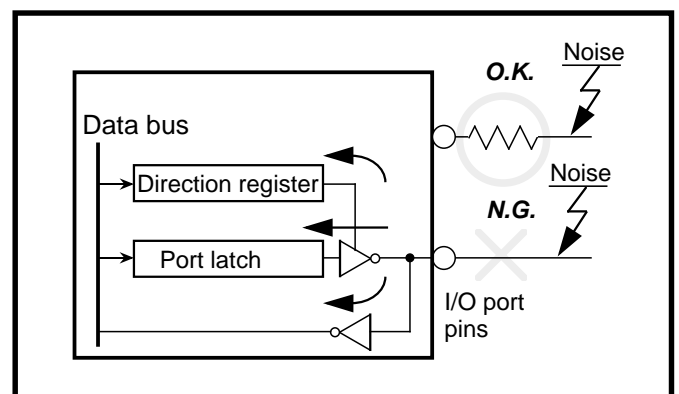 Noise
O.K.
Data bus
Direction register
Noise
N.G.
Port latch
I/O port
pins